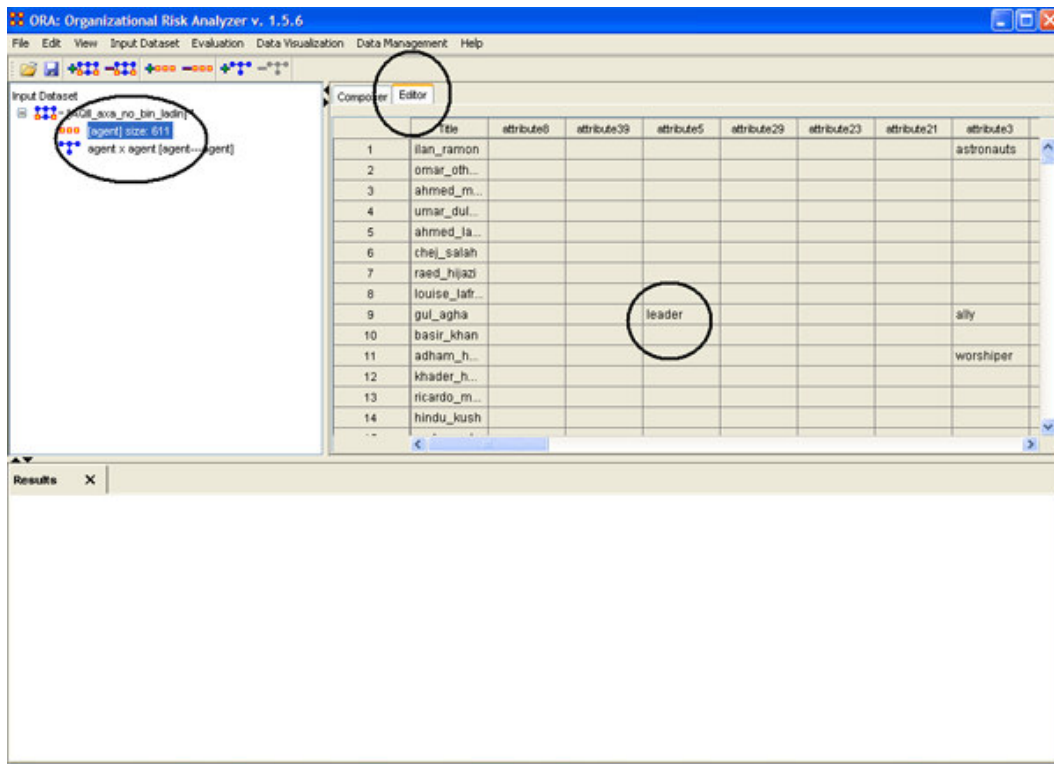 ORA: Organizational Risk Analyzer v. 1.5.6
File Edit View Input Dataset Evaluation Data Visualization Data Management Help
Input Dataset
Composer Editor
[agent] size: 611
agent x agent [agent---agent]
Title attribute8 attribute39 attribute5 attribute29 attribute23 attribute21 attribute3
1 ilan_ramon astronauts
2 omar_oth...
3 ahmed_m...
4 umar_dul...
5 ahmed_la...
6 chej_salah
7 raed_hijazi
8 louise_lafr...
9 gul_agha leader ally
10 basir_khan
11 adham_h... worshiper
12 khader_h...
13 ricardo_m...
14 hindu_kush
Results X